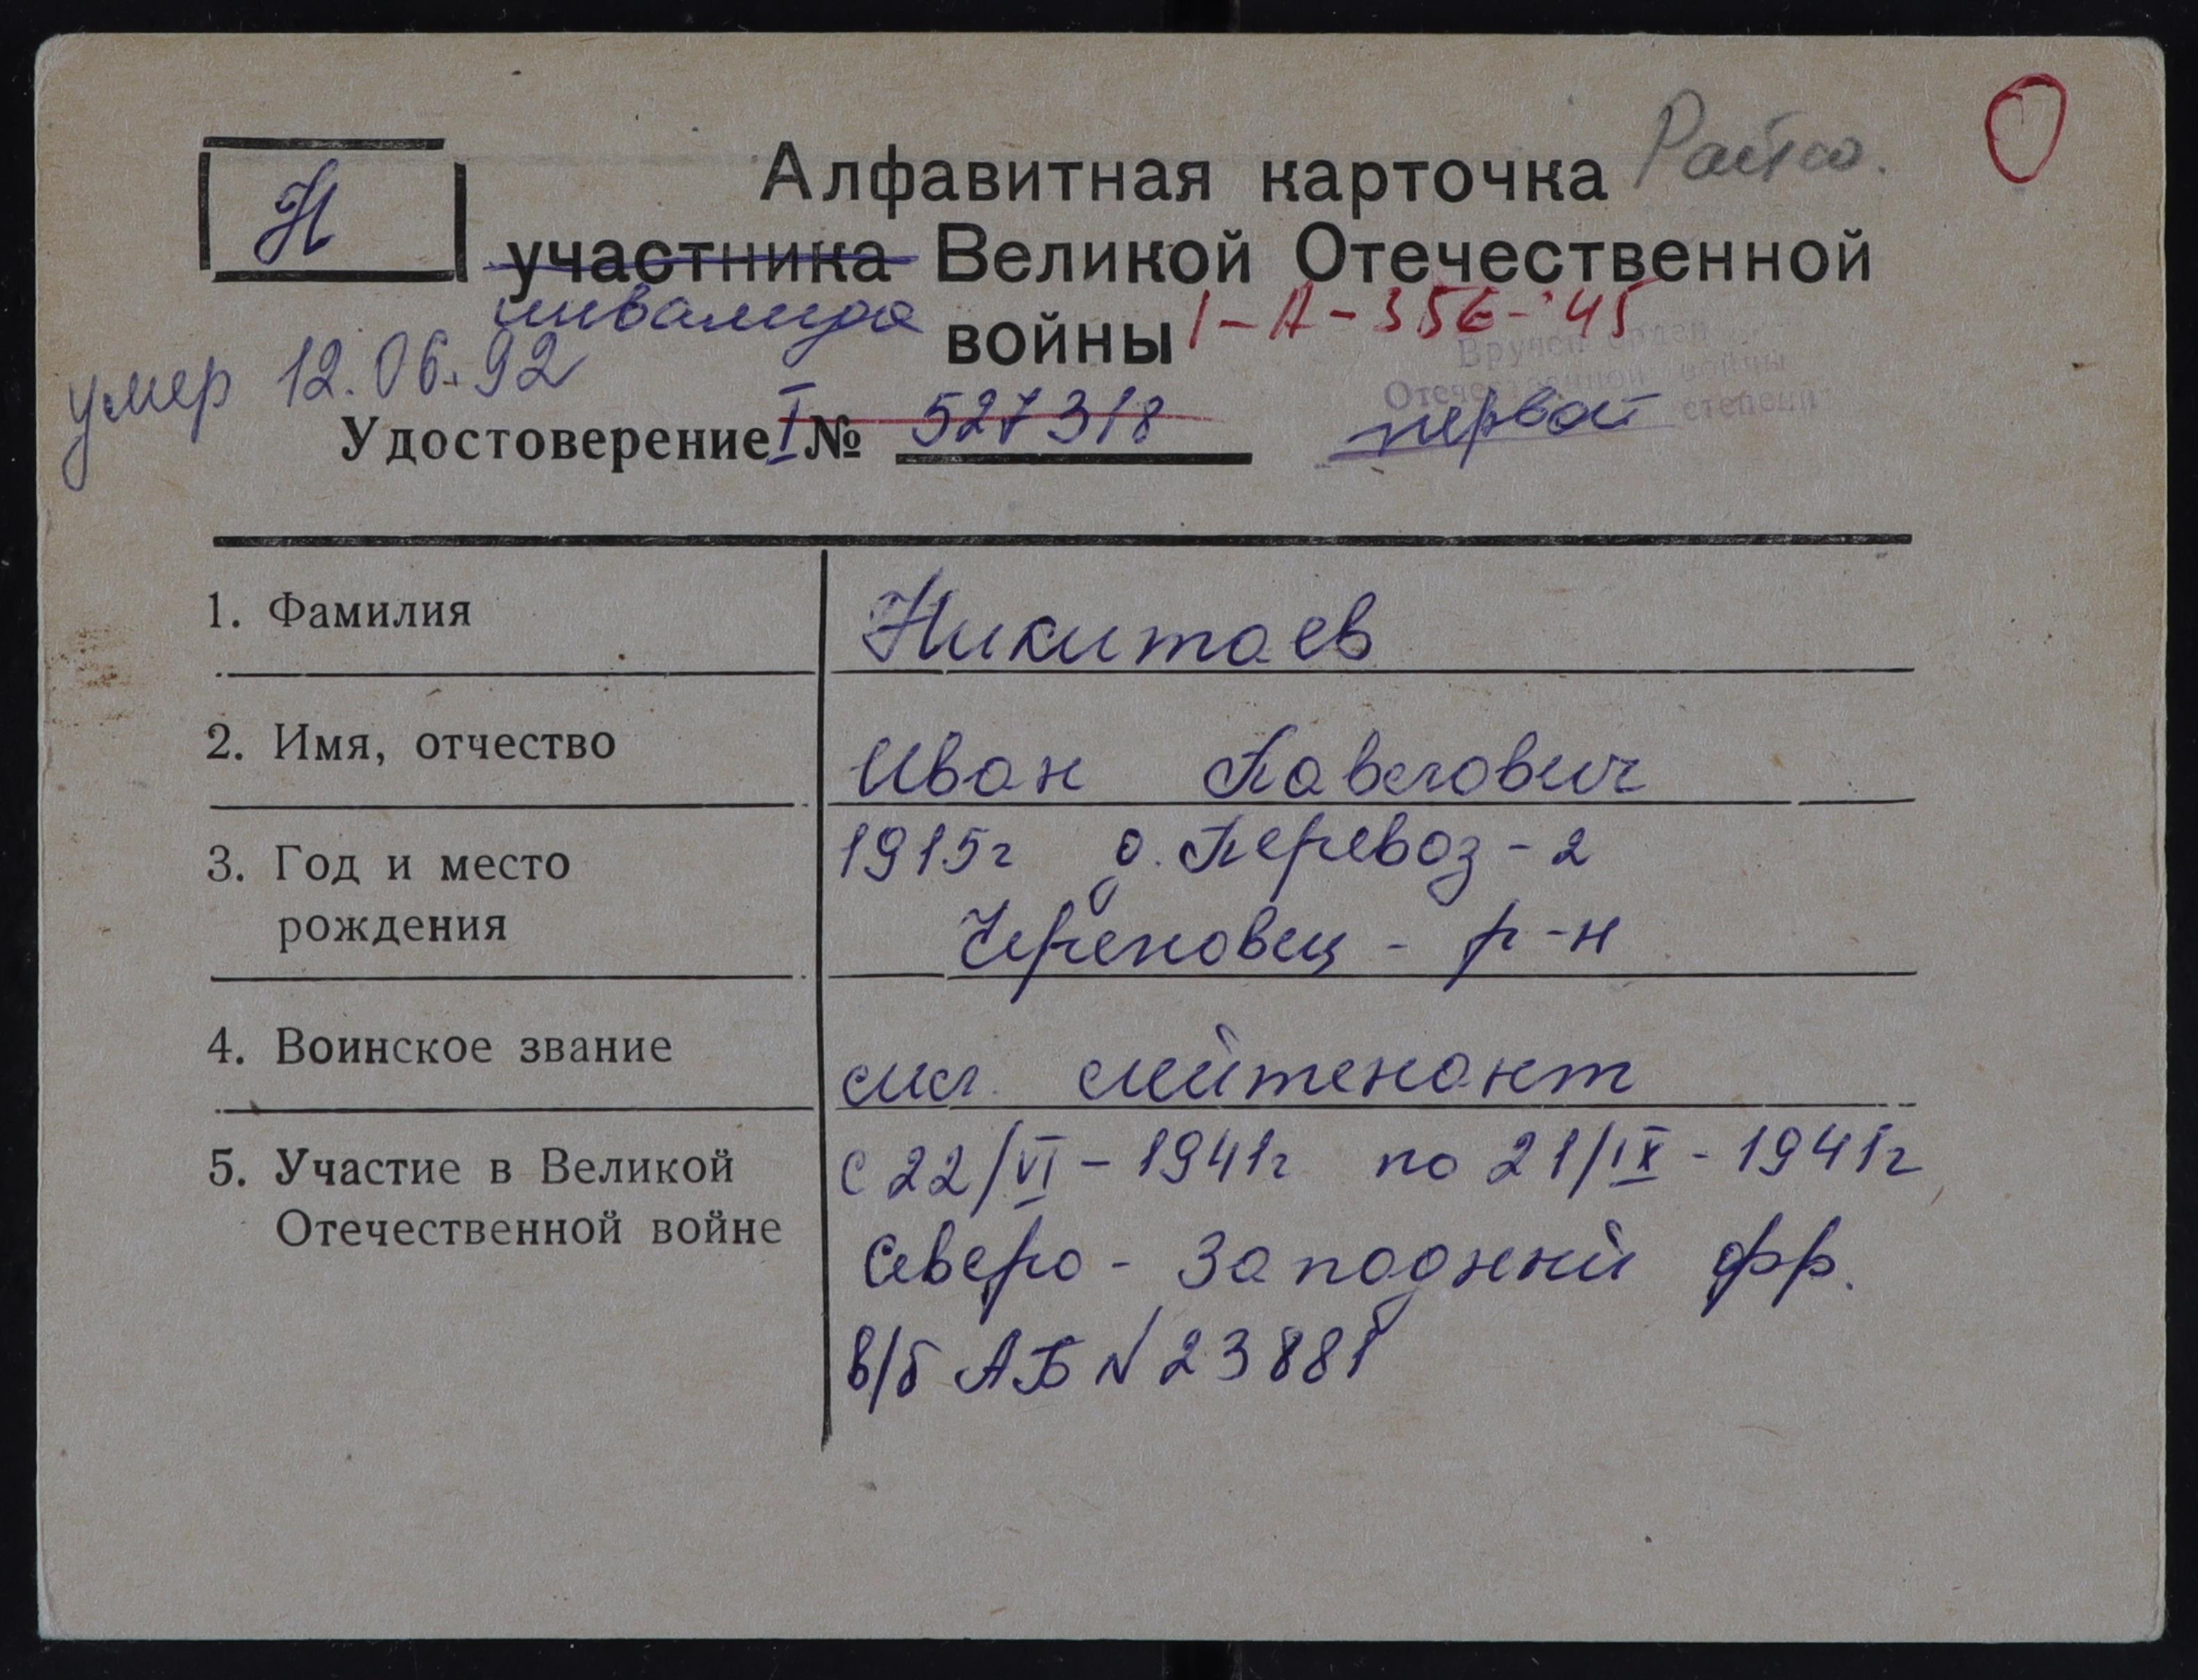 Райво.
Н
Алфавитная карточка
участника Великой Отечественной
инвалида войны 1-А-356-'45
умер 12.06.92
Вручен орден
Отечественной войны
первой степени
Удостоверение I № 527318
1. Фамилия Никитаев
2. Имя, отчество Иван Павлович
3. Год и место рождения 1915г д. Перевоз-2
Череповец - р-н
4. Воинское звание мл. лейтенант
5. Участие в Великой Отечественной войне с 22/VI-1941г по 21/IX-1941г
Северо-Западний фр.
в/б АБ N 23881